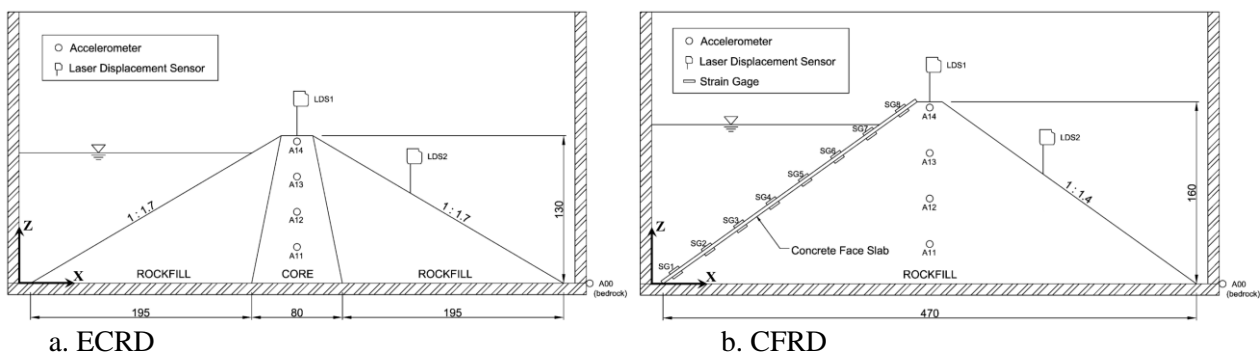 Accelerometer
Laser Displacement Sensor
LDS1
A14
A13
A12
A11
LDS2
1 : 1.7
1 : 1.7
130
Z
X
ROCKFILL
CORE
ROCKFILL
A00
(bedrock)
195
80
195
a. ECRD
Accelerometer
Laser Displacement Sensor
Strain Gage
LDS1
SG8
A14
SG7
A13
LDS2
SG6
SG5
SG4
A12
SG3
SG2
A11
SG1
1 : 1.4
160
Concrete Face Slab
Z
X
ROCKFILL
A00
(bedrock)
470
b. CFRD